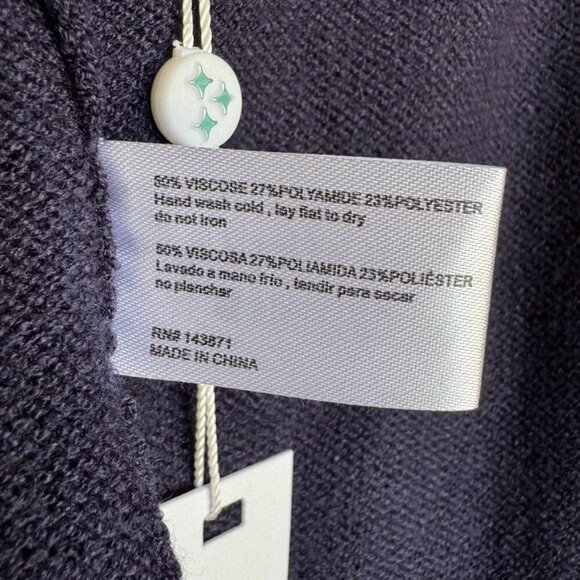 50% VISCOSE 27%POLYAMIDE 23%POLYESTER
Hand wash cold , lay flat to dry
do not iron
50% VISCOSA 27%POLIAMIDA 23%POLIÉSTER
Lavado a mano frio , tendir para secar
no planchar
RN# 143871
MADE IN CHINA